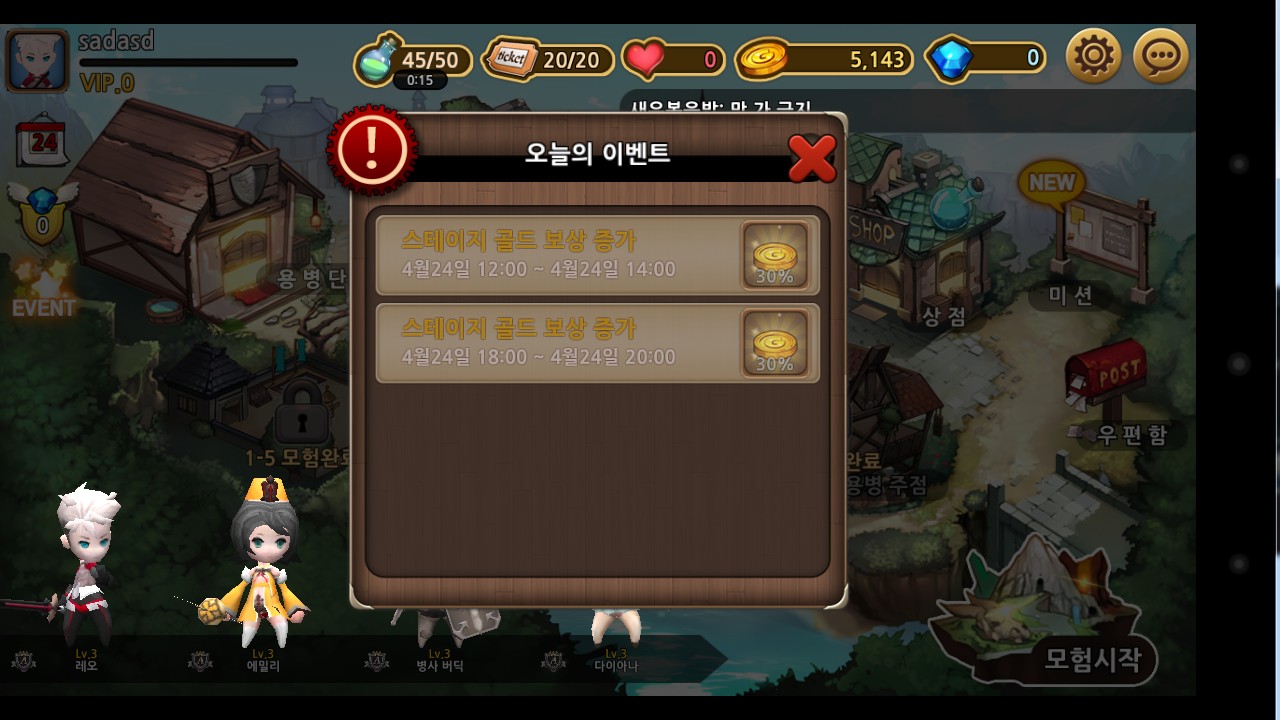 sadasd
VIP.0
45/50
0:15
ticket
20/20
0
5,143
0
24
0
EVENT
오늘의 이벤트
스테이지 골드 보상 증가
4월24일 12:00 ~ 4월24일 14:00
30%
스테이지 골드 보상 증가
4월24일 18:00 ~ 4월24일 20:00
30%
용병단
SHOP
상 점
NEW
미 션
POST
우 편 함
1-5 모험완료
완료
용병 주점
Lv.3
레오
Lv.3
에밀리
Lv.3
병사 버딕
Lv.3
다이아나
모험시작